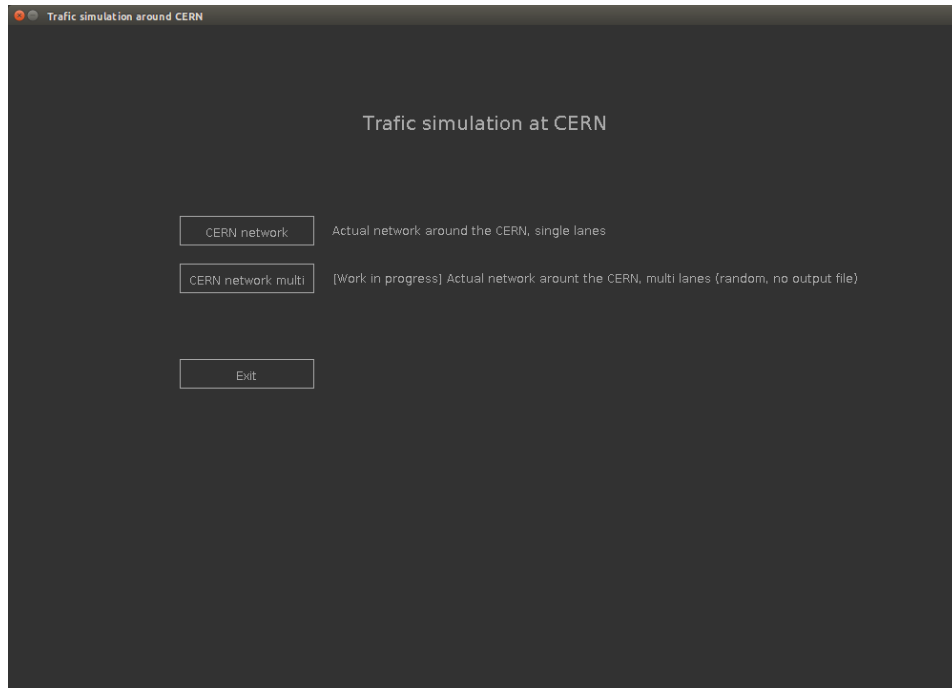 Trafic simulation around CERN
Trafic simulation at CERN
CERN network Actual network around the CERN, single lanes
CERN network multi [Work in progress] Actual network arount the CERN, multi lanes (random, no output file)
Exit